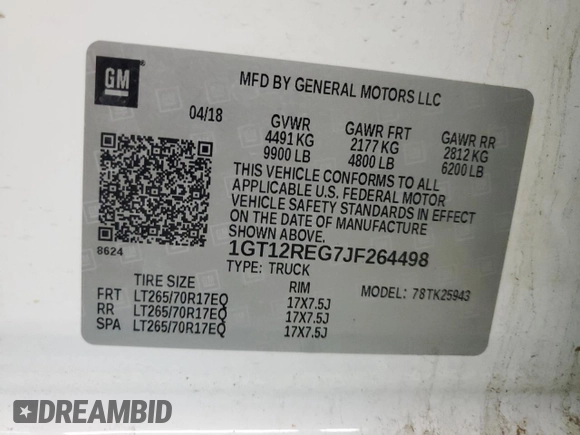 GM
MFD BY GENERAL MOTORS LLC
04/18
GVWR GAWR FRT GAWR RR
4491 KG 2177 KG 2812 KG
9900 LB 4800 LB 6200 LB
THIS VEHICLE CONFORMS TO ALL
APPLICABLE U.S. FEDERAL MOTOR
VEHICLE SAFETY STANDARDS IN EFFECT
ON THE DATE OF MANUFACTURE
SHOWN ABOVE.
8624
1GT12REG7JF264498
TYPE: TRUCK
TIRE SIZE RIM MODEL: 78TK25943
FRT LT265/70R17EQ 17X7.5J
RR LT265/70R17EQ 17X7.5J
SPA LT265/70R17EQ 17X7.5J
DREAMBID